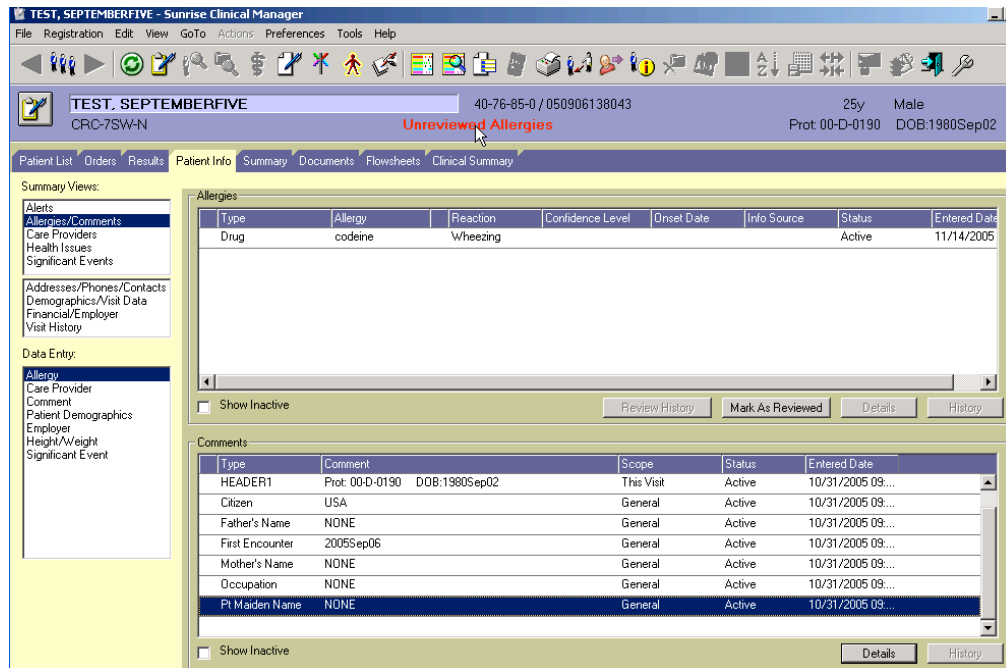 TEST, SEPTEMBERFIVE - Sunrise Clinical Manager
File Registration Edit View GoTo Actions Preferences Tools Help
TEST, SEPTEMBERFIVE 40-76-85-0 / 050906138043 25y Male
CRC-7SW-N Unreviewed Allergies Prot: 00-D-0190 DOB:1980Sep02
Patient List Orders Results Patient Info Summary Documents Flowsheets Clinical Summary
Summary Views:
Alerts
Allergies/Comments
Care Providers
Health Issues
Significant Events
Addresses/Phones/Contacts
Demographics/Visit Data
Financial/Employer
Visit History
Data Entry:
Allergy
Care Provider
Comment
Patient Demographics
Employer
Height/Weight
Significant Event
Allergies
Type Allergy Reaction Confidence Level Onset Date Info Source Status Entered Date
Drug codeine Wheezing Active 11/14/2005
Show Inactive Review History Mark As Reviewed Details History
Comments
Type Comment Scope Status Entered Date
HEADER1 Prot: 00-D-0190 DOB:1980Sep02 This Visit Active 10/31/2005 09:...
Citizen USA General Active 10/31/2005 09:...
Father's Name NONE General Active 10/31/2005 09:...
First Encounter 2005Sep06 General Active 10/31/2005 09:...
Mother's Name NONE General Active 10/31/2005 09:...
Occupation NONE General Active 10/31/2005 09:...
Pt Maiden Name NONE General Active 10/31/2005 09:...
Show Inactive Details History